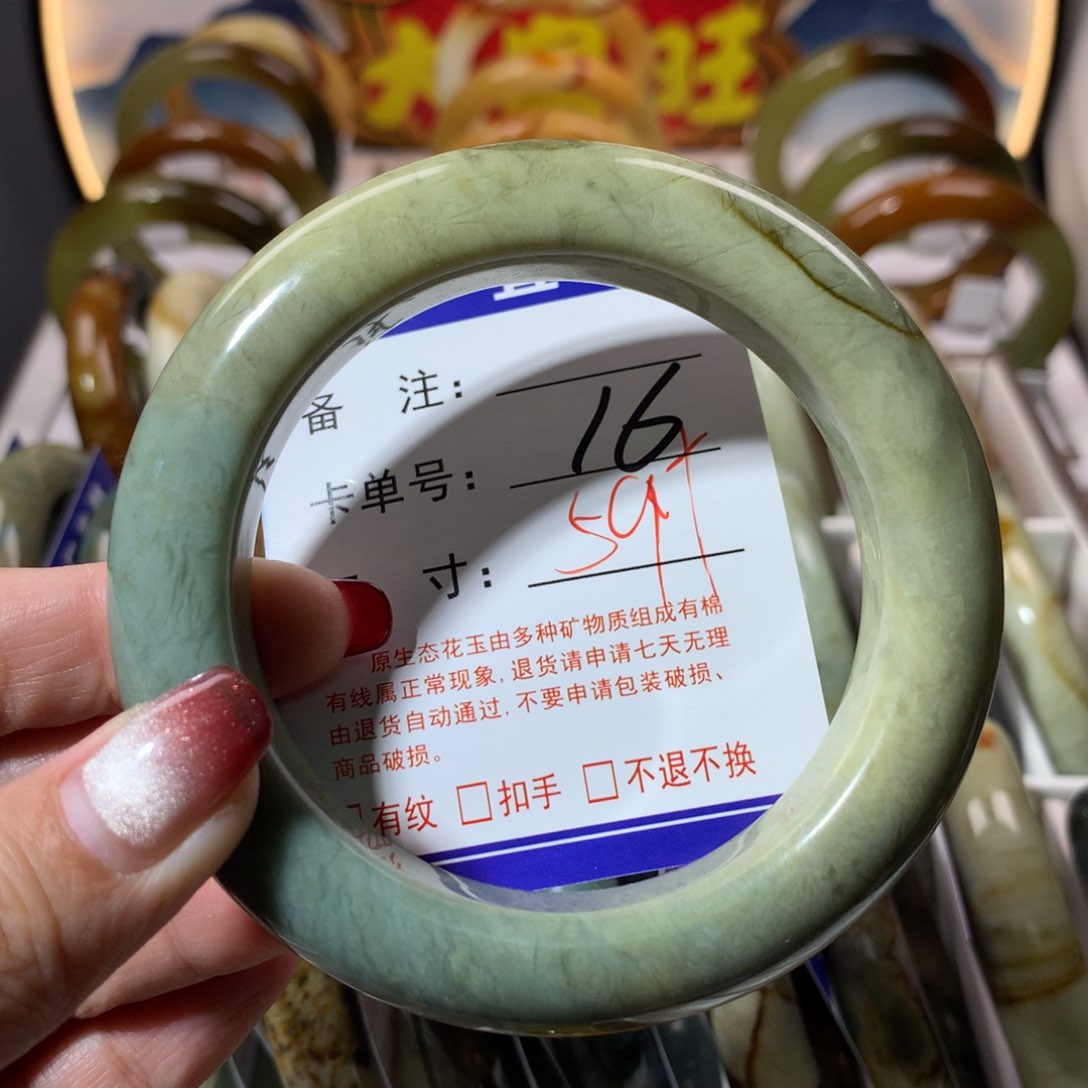 旺
备 注：
16
卡单号：
59
寸：
原生态花玉由多种矿物质组成有棉
有线属正常现象,退货请申请七天无理
由退货自动通过,不要申请包装破损、
商品破损。
□有纹 □扣手 □不退不换